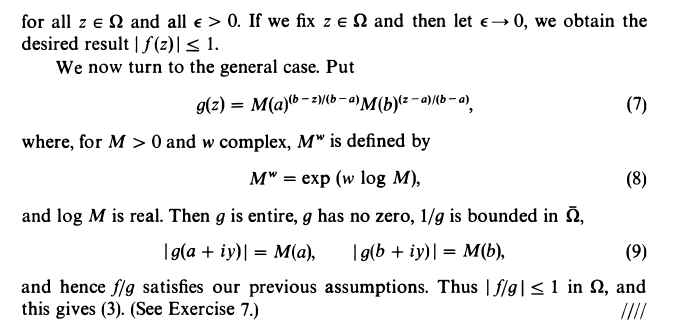 for all z ∈ Ω and all ϵ > 0. If we fix z ∈ Ω and then let ϵ → 0, we obtain the
desired result |f(z)| ≤ 1.
We now turn to the general case. Put
g(z) = M(a)^{(b−z)/(b−a)}M(b)^{(z−a)/(b−a)}, (7)
where, for M > 0 and w complex, M^w is defined by
M^w = exp (w log M), (8)
and log M is real. Then g is entire, g has no zero, 1/g is bounded in Ω̄,
|g(a + iy)| = M(a), |g(b + iy)| = M(b), (9)
and hence f/g satisfies our previous assumptions. Thus |f/g| ≤ 1 in Ω, and
this gives (3). (See Exercise 7.) ////